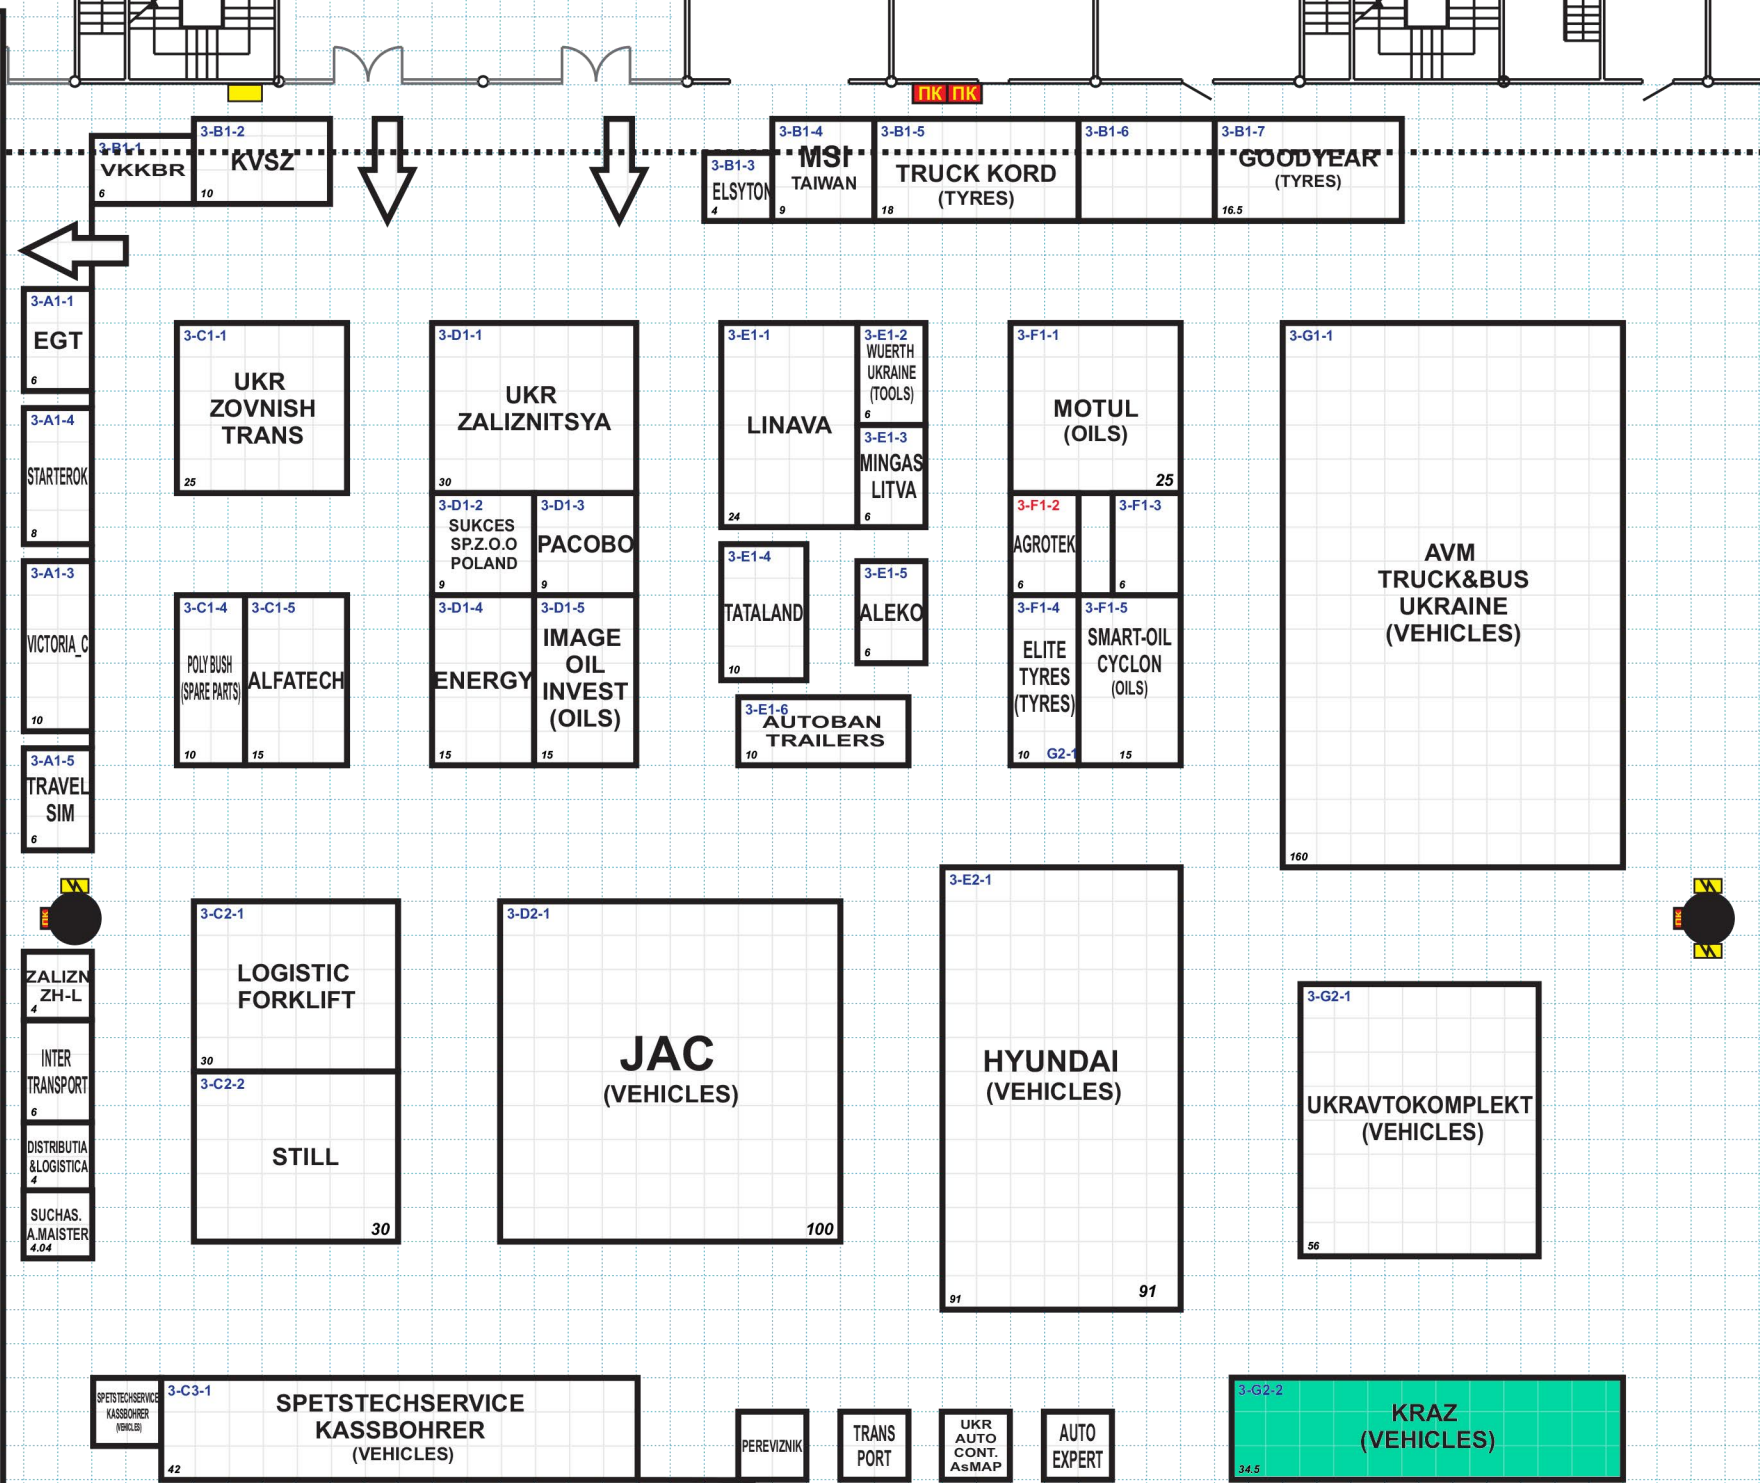 ПК ПК
3-B1-1
VKKBR
6
3-B1-2
KVSZ
10
3-B1-3
ELSYTON
4
3-B1-4
MSI
TAIWAN
9
3-B1-5
TRUCK KORD
(TYRES)
18
3-B1-6
3-B1-7
GOODYEAR
(TYRES)
16.5
3-A1-1
EGT
6
3-A1-4
STARTEROK
8
3-A1-3
VICTORIA_C
10
3-A1-5
TRAVEL
SIM
6
3-C1-1
UKR
ZOVNISH
TRANS
25
3-C1-4
POLY BUSH
(SPARE PARTS)
10
3-C1-5
ALFATECH
15
3-D1-1
UKR
ZALIZNITSYA
30
3-D1-2
SUKCES
SP.Z.O.O
POLAND
9
3-D1-3
PACOBO
9
3-D1-4
ENERGY
15
3-D1-5
IMAGE
OIL
INVEST
(OILS)
15
3-E1-1
LINAVA
24
3-E1-2
WUERTH
UKRAINE
(TOOLS)
6
3-E1-3
MINGAS
LITVA
6
3-E1-4
TATALAND
10
3-E1-5
ALEKO
6
3-E1-6
AUTOBAN
TRAILERS
10
3-F1-1
MOTUL
(OILS)
25
3-F1-2
AGROTEK
6
3-F1-3
6
3-F1-4
ELITE
TYRES
(TYRES)
10
G2-1
3-F1-5
SMART-OIL
CYCLON
(OILS)
15
3-G1-1
AVM
TRUCK&BUS
UKRAINE
(VEHICLES)
160
ПК
ZALIZN
ZH-L
4
INTER
TRANSPORT
6
DISTRIBUTIA
&LOGISTICA
4
SUCHAS.
A.MAISTER
4.04
3-C2-1
LOGISTIC
FORKLIFT
30
3-C2-2
STILL
30
3-D2-1
JAC
(VEHICLES)
100
3-E2-1
HYUNDAI
(VEHICLES)
91
91
ПК
3-G2-1
UKRAVTOKOMPLEKT
(VEHICLES)
56
SPETSTECHSERVICE
KASSBOHRER
(VEHICLES)
3-C3-1
SPETSTECHSERVICE
KASSBOHRER
(VEHICLES)
42
PEREVIZNIK
TRANS
PORT
UKR
AUTO
CONT.
AsMAP
AUTO
EXPERT
3-G2-2
KRAZ
(VEHICLES)
34.5